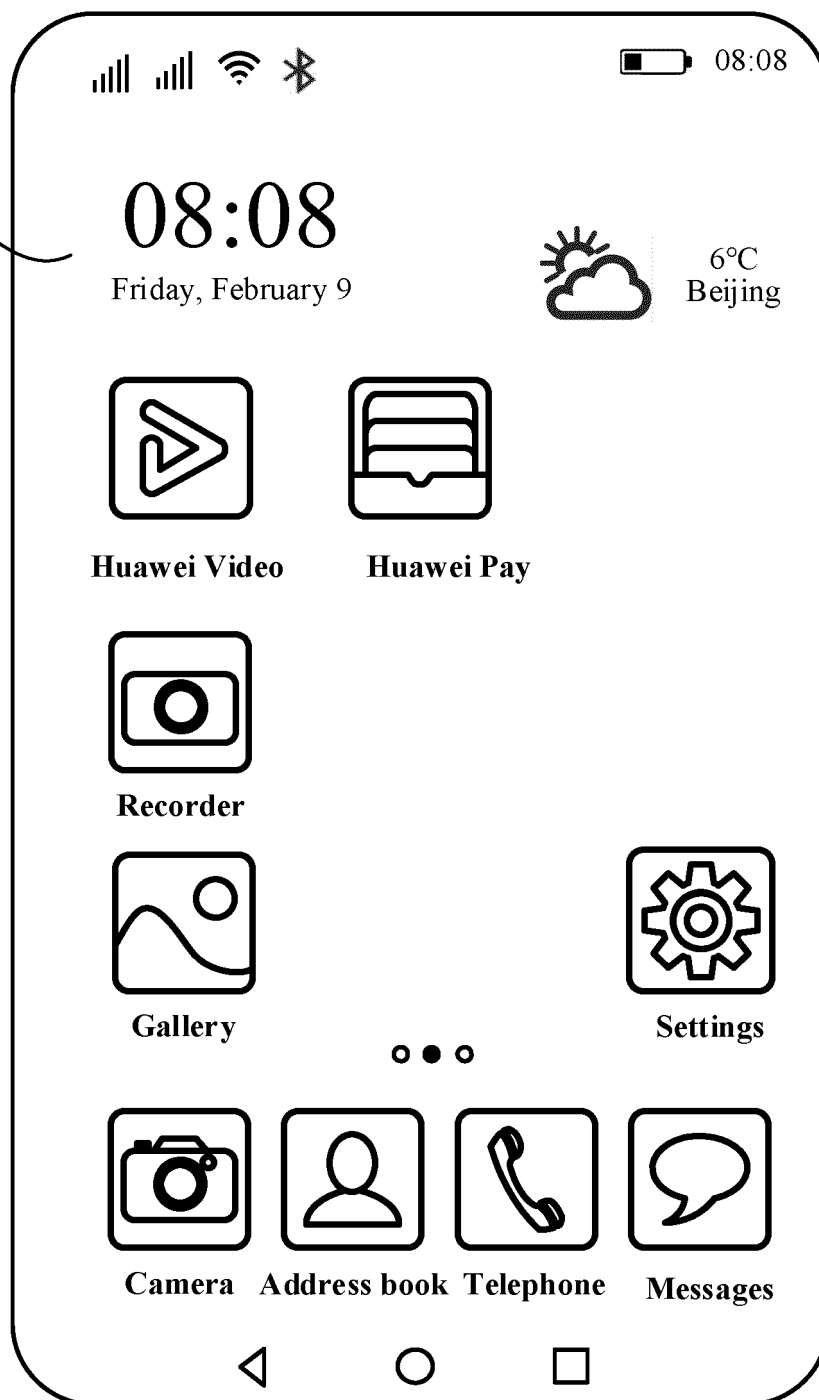 08:08
08:08
Friday, February 9
6°C
Beijing
Huawei Video Huawei Pay
Recorder
Gallery Settings
Camera Address book Telephone Messages